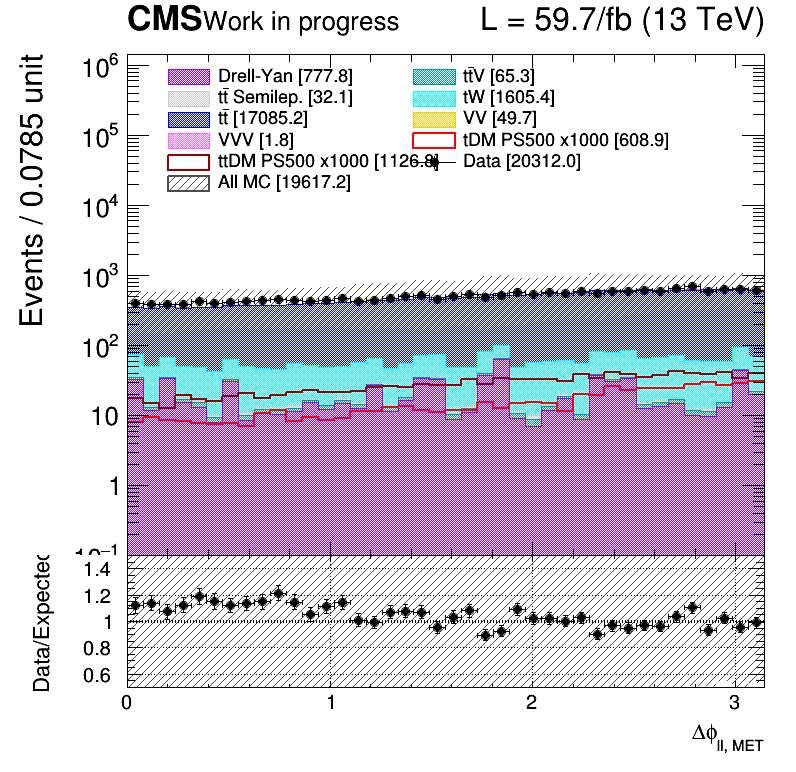 CMS Work in progress L = 59.7/fb (13 TeV)
Events / 0.0785 unit
10⁶
10⁵
10⁴
10³
10²
10
1
10⁻¹
Drell-Yan [777.8] tt̄V [65.3]
tt̄ Semilep. [32.1] tW [1605.4]
tt̄ [17085.2] VV [49.7]
VVV [1.8] tDM PS500 x1000 [608.9]
ttDM PS500 x1000 [1126.8] Data [20312.0]
All MC [19617.2]
Data/Expected
1.4
1.2
1
0.8
0.6
0 1 2 3
Δϕll, MET